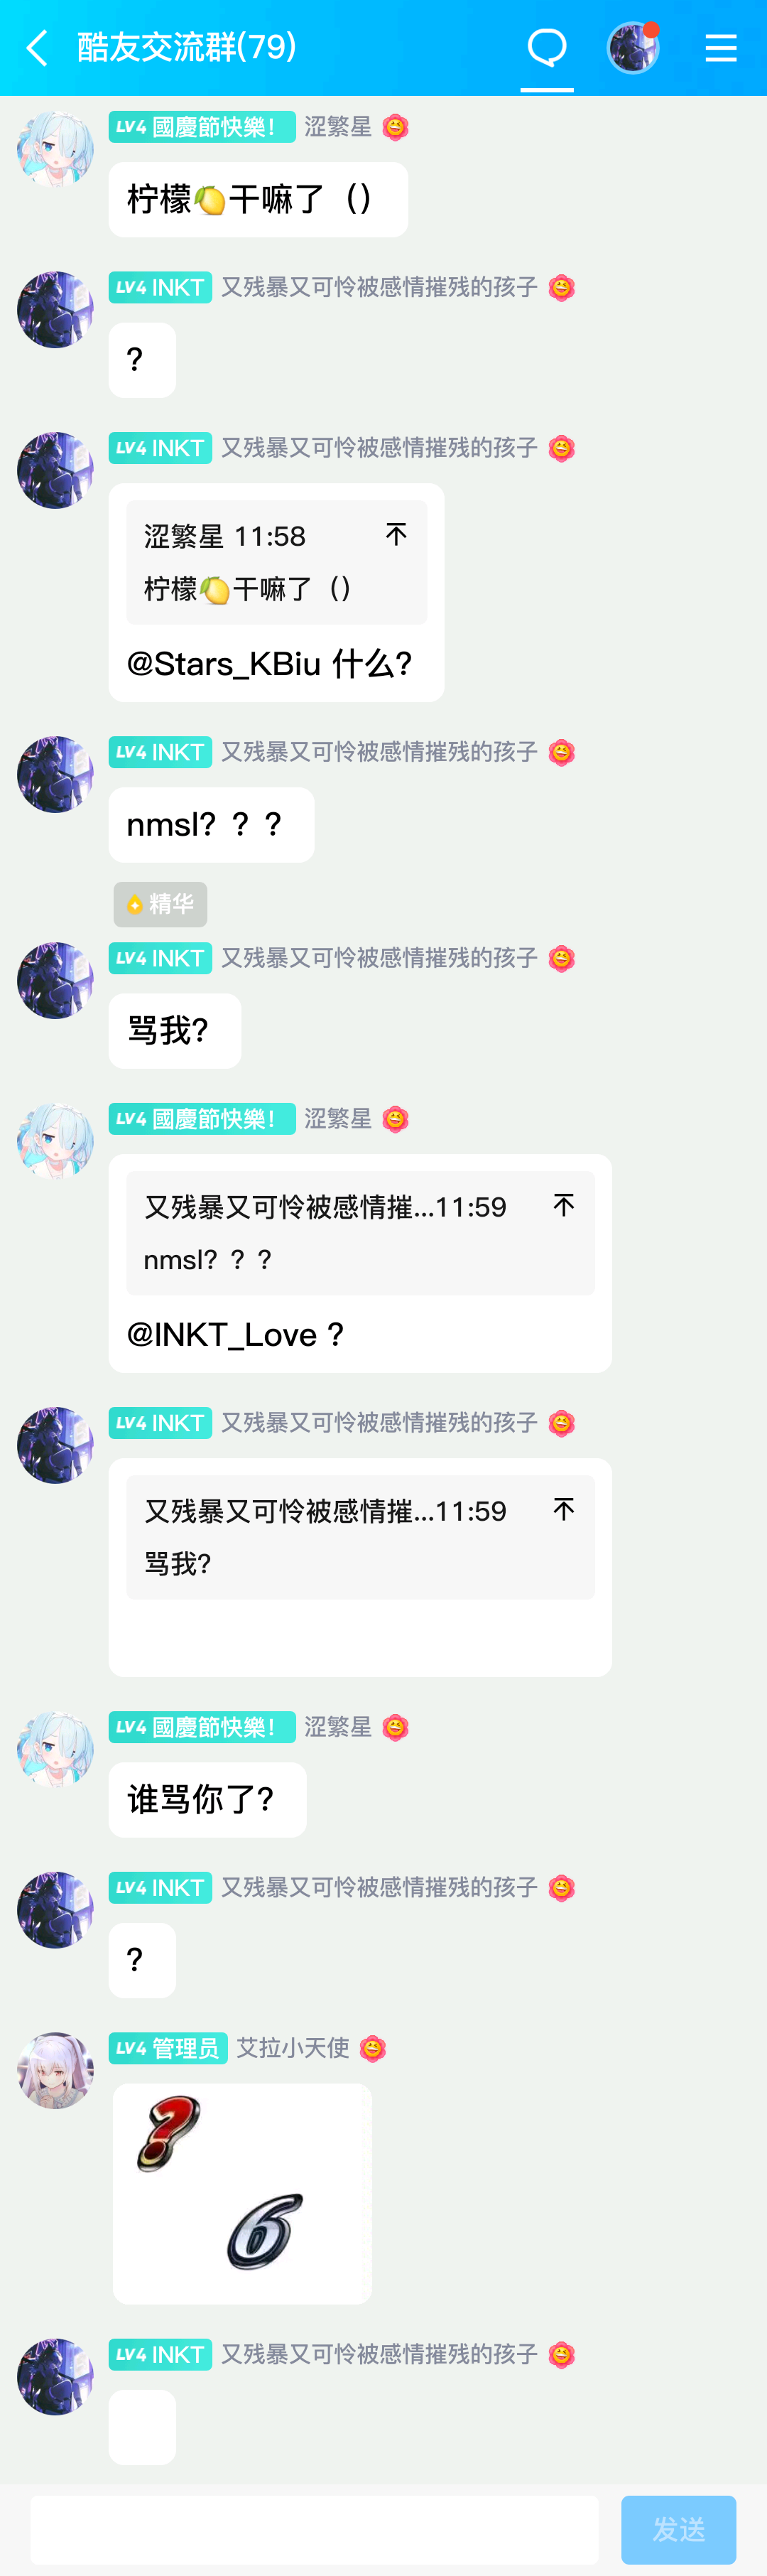 酷友交流群(79)
LV4 國慶節快樂！ 涩繁星
柠檬🍋干嘛了（）
LV4 INKT 又残暴又可怜被感情摧残的孩子
？
LV4 INKT 又残暴又可怜被感情摧残的孩子
涩繁星 11:58
柠檬🍋干嘛了（）
@Stars_KBiu 什么?
LV4 INKT 又残暴又可怜被感情摧残的孩子
nmsl? ？？
精华
LV4 INKT 又残暴又可怜被感情摧残的孩子
骂我?
LV4 國慶節快樂！ 涩繁星
又残暴又可怜被感情摧...11:59
nmsl? ？？
@INKT_Love ?
LV4 INKT 又残暴又可怜被感情摧残的孩子
又残暴又可怜被感情摧...11:59
骂我?
LV4 國慶節快樂！ 涩繁星
谁骂你了?
LV4 INKT 又残暴又可怜被感情摧残的孩子
？
LV4 管理员 艾拉小天使
?
6
LV4 INKT 又残暴又可怜被感情摧残的孩子
发送